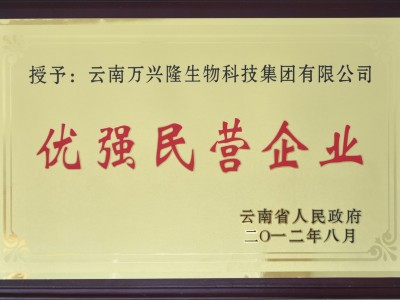 授予：云南万兴隆生物科技集团有限公司
优强民营企业
云南省人民政府
二〇一二年八月